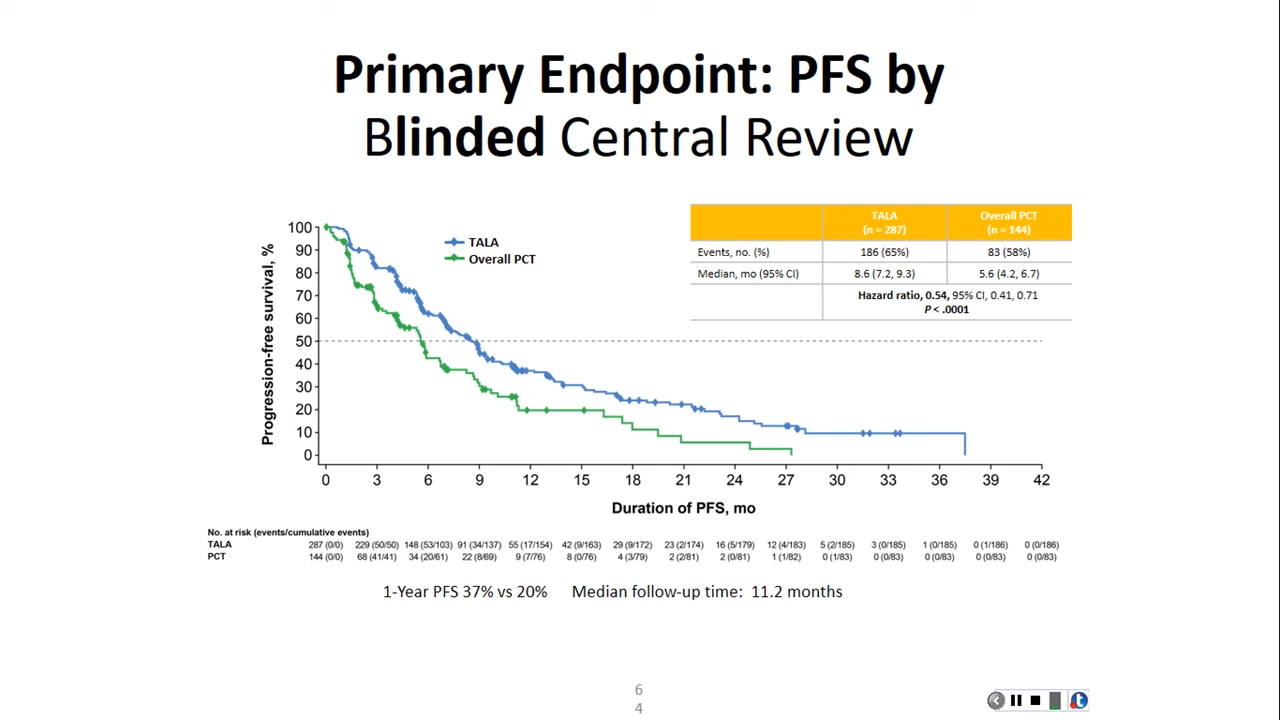 Primary Endpoint: PFS by
Blinded Central Review
TALA
(n = 287)
Overall PCT
(n = 144)
Events, no. (%) 186 (65%) 83 (58%)
Median, mo (95% CI) 8.6 (7.2, 9.3) 5.6 (4.2, 6.7)
Hazard ratio, 0.54, 95% CI, 0.41, 0.71
P < .0001
TALA
Overall PCT
Progression-free survival, %
100
90
80
70
60
50
40
30
20
10
0
0 3 6 9 12 15 18 21 24 27 30 33 36 39 42
Duration of PFS, mo
No. at risk (events/cumulative events)
TALA 287 (0/0) 229 (50/50) 148 (53/103) 91 (34/137) 55 (17/154) 42 (9/163) 29 (9/172) 23 (2/174) 16 (5/179) 12 (4/183) 5 (2/185) 3 (0/185) 1 (0/185) 0 (1/186) 0 (0/186)
PCT 144 (0/0) 68 (41/41) 34 (20/61) 22 (8/69) 9 (7/76) 8 (0/76) 4 (3/79) 2 (2/81) 2 (0/81) 1 (1/82) 0 (1/83) 0 (0/83) 0 (0/83) 0 (0/83) 0 (0/83)
1-Year PFS 37% vs 20% Median follow-up time: 11.2 months
6
4
t